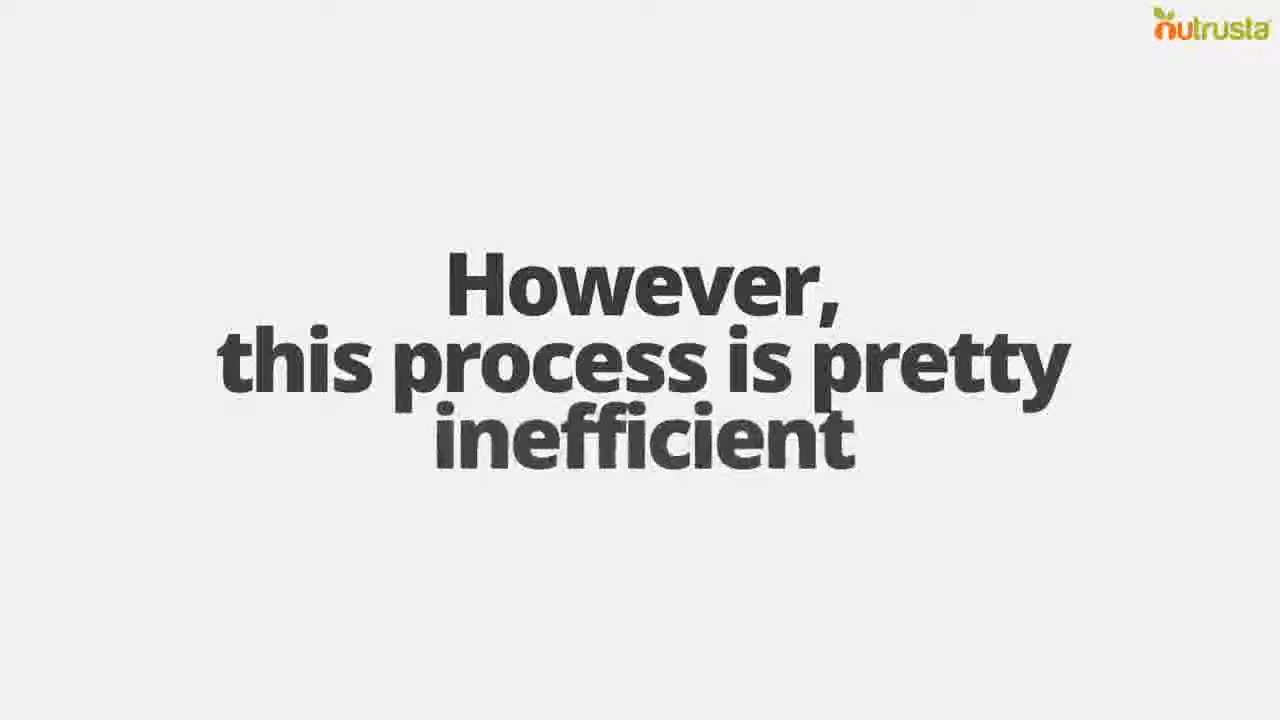 nutrusta
However,
this process is pretty
inefficient